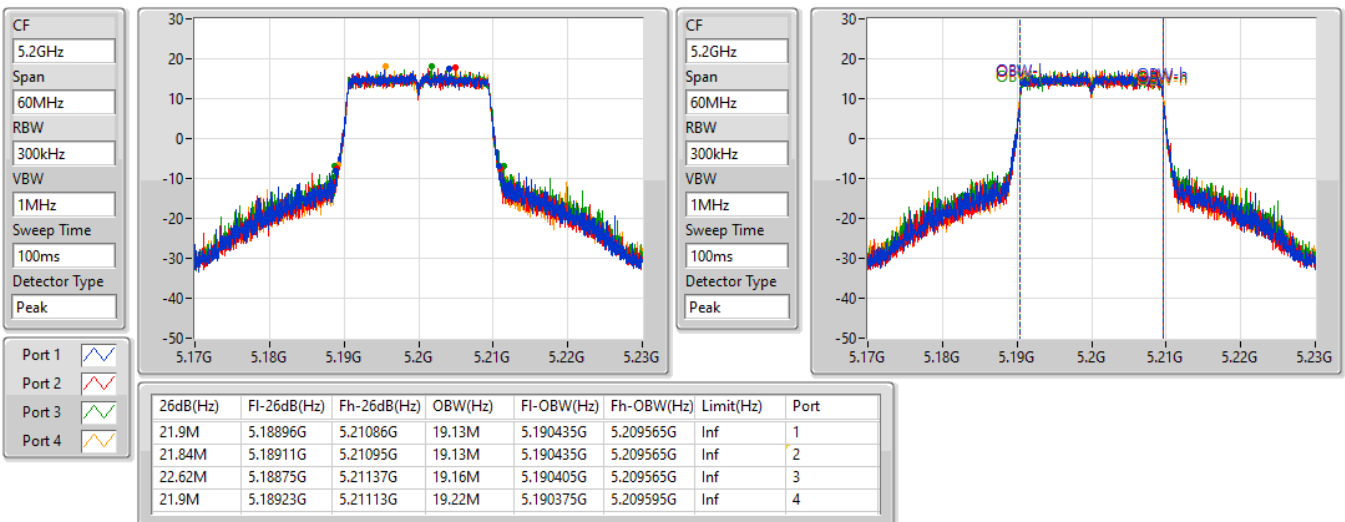 CF
5.2GHz
Span
60MHz
RBW
300kHz
VBW
1MHz
Sweep Time
100ms
Detector Type
Peak
30
20
10
0
-10
-20
-30
-40
-50
5.17G 5.18G 5.19G 5.2G 5.21G 5.22G 5.23G
CF
5.2GHz
Span
60MHz
RBW
300kHz
VBW
1MHz
Sweep Time
100ms
Detector Type
Peak
30
20
10
0
-10
-20
-30
-40
-50
OBW-l OBW-h
5.17G 5.18G 5.19G 5.2G 5.21G 5.22G 5.23G
Port 1
Port 2
Port 3
Port 4
26dB(Hz) Fl-26dB(Hz) Fh-26dB(Hz) OBW(Hz) Fl-OBW(Hz) Fh-OBW(Hz) Limit(Hz) Port
21.9M 5.18896G 5.21086G 19.13M 5.190435G 5.209565G Inf 1
21.84M 5.18911G 5.21095G 19.13M 5.190435G 5.209565G Inf 2
22.62M 5.18875G 5.21137G 19.16M 5.190405G 5.209565G Inf 3
21.9M 5.18923G 5.21113G 19.22M 5.190375G 5.209595G Inf 4